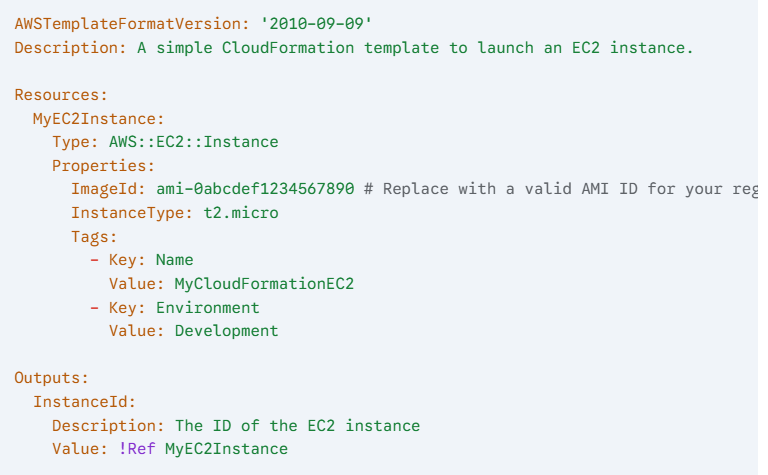 AWSTemplateFormatVersion: '2010-09-09'
Description: A simple CloudFormation template to launch an EC2 instance.

Resources:
  MyEC2Instance:
    Type: AWS::EC2::Instance
    Properties:
      ImageId: ami-0abcdef1234567890 # Replace with a valid AMI ID for your reg
      InstanceType: t2.micro
      Tags:
        - Key: Name
          Value: MyCloudFormationEC2
        - Key: Environment
          Value: Development

Outputs:
  InstanceId:
    Description: The ID of the EC2 instance
    Value: !Ref MyEC2Instance